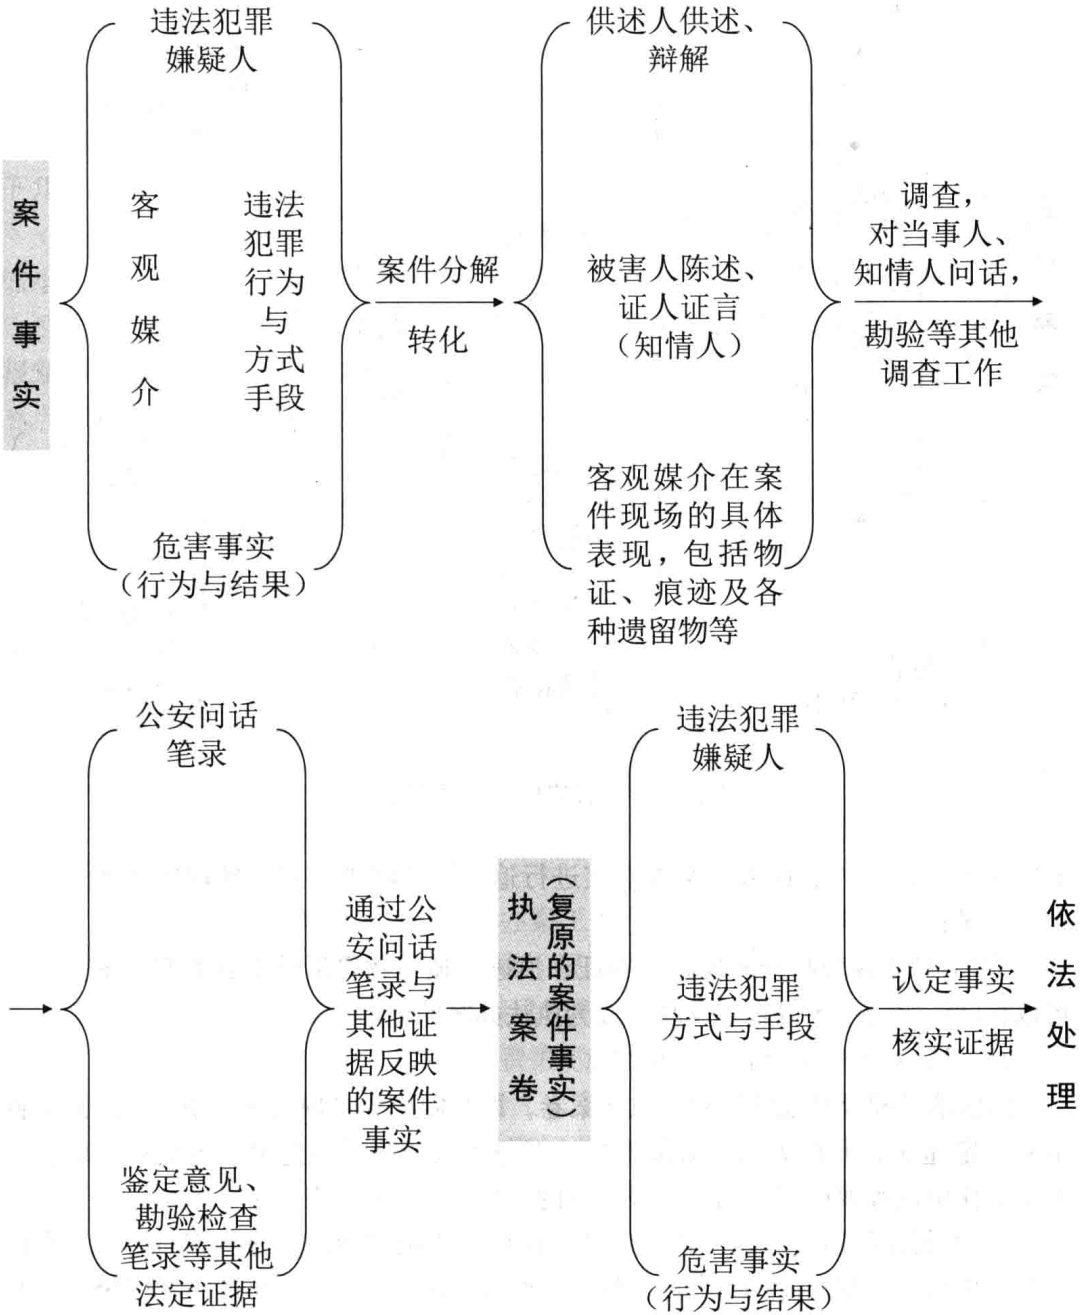 案件事实
违法犯罪
嫌疑人
客观媒介
违法
犯罪
行为
与
方式
手段
危害事实
（行为与结果）
案件分解
转化
供述人供述、
辩解
被害人陈述、
证人证言
（知情人）
客观媒介在案
件现场的具体
表现，包括物
证、痕迹及各
种遗留物等
调查，
对当事人、
知情人问话，
勘验等其他
调查工作
公安问话
笔录
鉴定意见、
勘验检查
笔录等其他
法定证据
通过公
安问话
笔录与
其他证
据反映
的案件
事实
执法案卷
（复原的案件事实）
违法犯罪
嫌疑人
违法犯罪
方式与手段
危害事实
（行为与结果）
认定事实
核实证据
依法处理